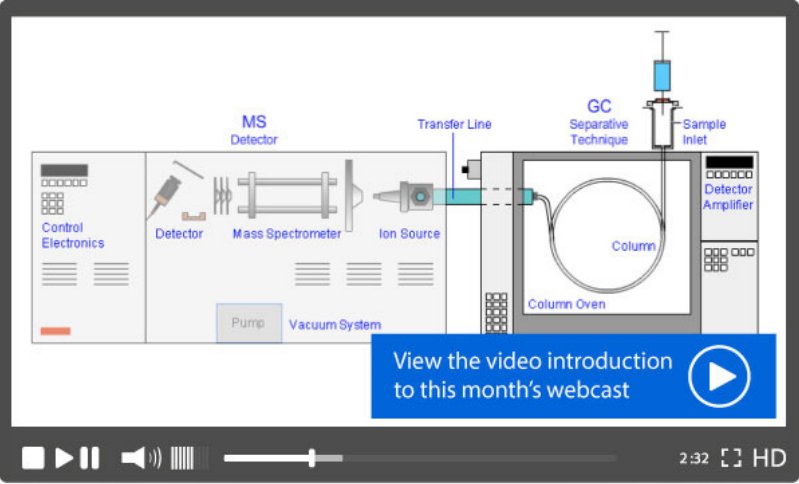 MS
Detector
Transfer Line
GC
Separative
Technique
Sample
Inlet
Control
Electronics
Detector
Mass Spectrometer
Ion Source
Column
Detector
Amplifier
Column Oven
Pump
Vacuum System
View the video introduction
to this month's webcast
2:32
HD